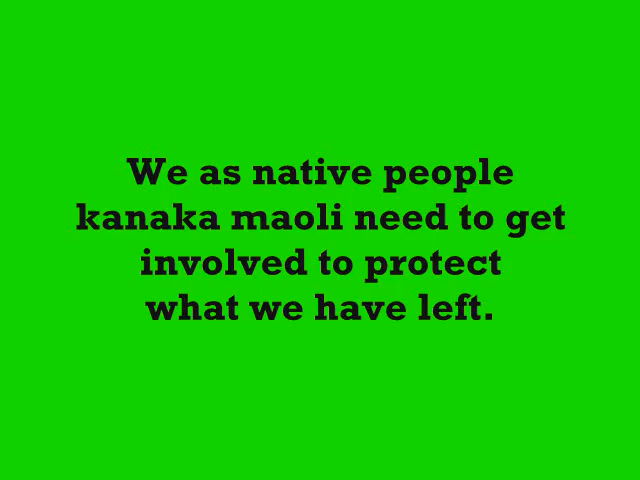 We as native people
kanaka maoli need to get
involved to protect
what we have left.